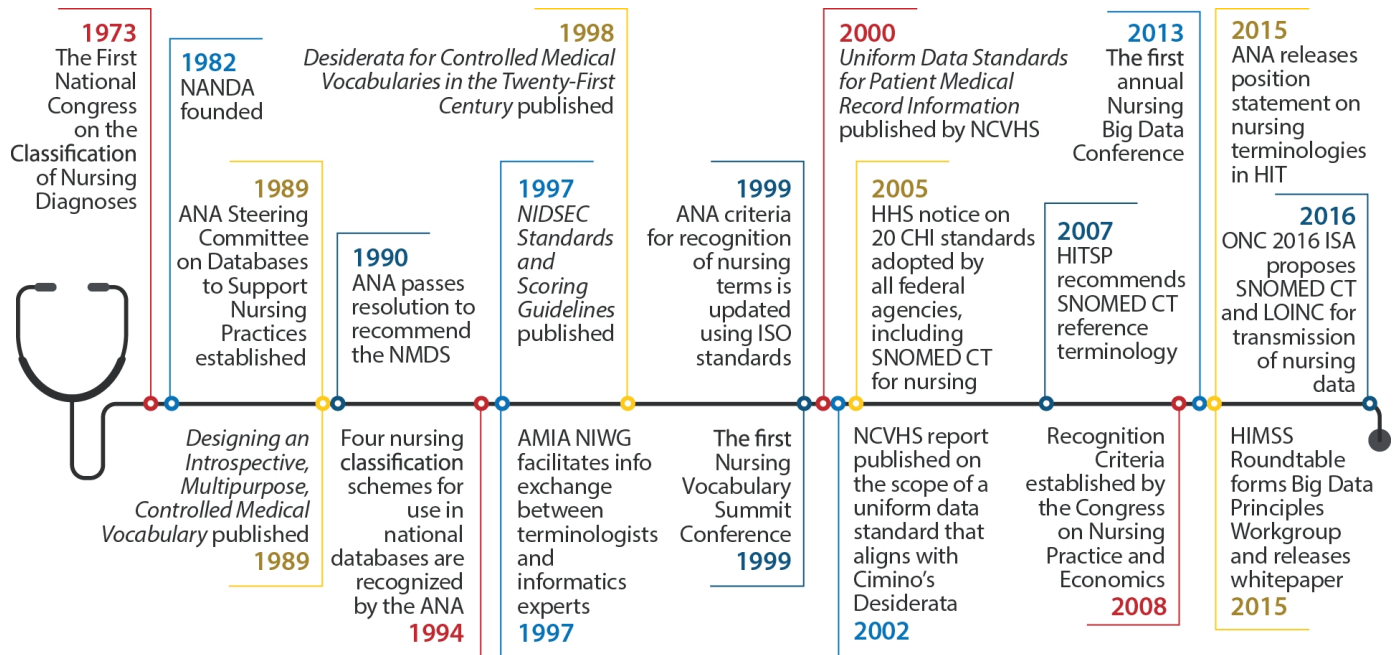 1973
The First
National
Congress
on the
Classification
of Nursing
Diagnoses
1982
NANDA
founded
1989
ANA Steering
Committee
on Databases
to Support
Nursing
Practices
established
1990
ANA passes
resolution to
recommend
the NMDS
1998
Desiderata for Controlled Medical
Vocabularies in the Twenty-First
Century published
1997
NIDSEC
Standards
and
Scoring
Guidelines
published
1999
ANA criteria
for recognition
of nursing
terms is
updated
using ISO
standards
2000
Uniform Data Standards
for Patient Medical
Record Information
published by NCVHS
2005
HHS notice on
20 CHI standards
adopted by
all federal
agencies,
including
SNOMED CT
for nursing
2007
HITSP
recommends
SNOMED CT
reference
terminology
2013
The first
annual
Nursing
Big Data
Conference
2015
ANA releases
position
statement on
nursing
terminologies
in HIT
2016
ONC 2016 ISA
proposes
SNOMED CT
and LOINC for
transmission
of nursing
data
Designing an
Introspective,
Multipurpose,
Controlled Medical
Vocabulary published
1989
Four nursing
classification
schemes for
use in
national
databases are
recognized
by the ANA
1994
AMIA NIWG
facilitates info
exchange
between
terminologists
and
informatics
experts
1997
The first
Nursing
Vocabulary
Summit
Conference
1999
NCVHS report
published on
the scope of a
uniform data
standard that
aligns with
Cimino's
Desiderata
2002
Recognition
Criteria
established by
the Congress
on Nursing
Practice and
Economics
2008
HIMSS
Roundtable
forms Big Data
Principles
Workgroup
and releases
whitepaper
2015